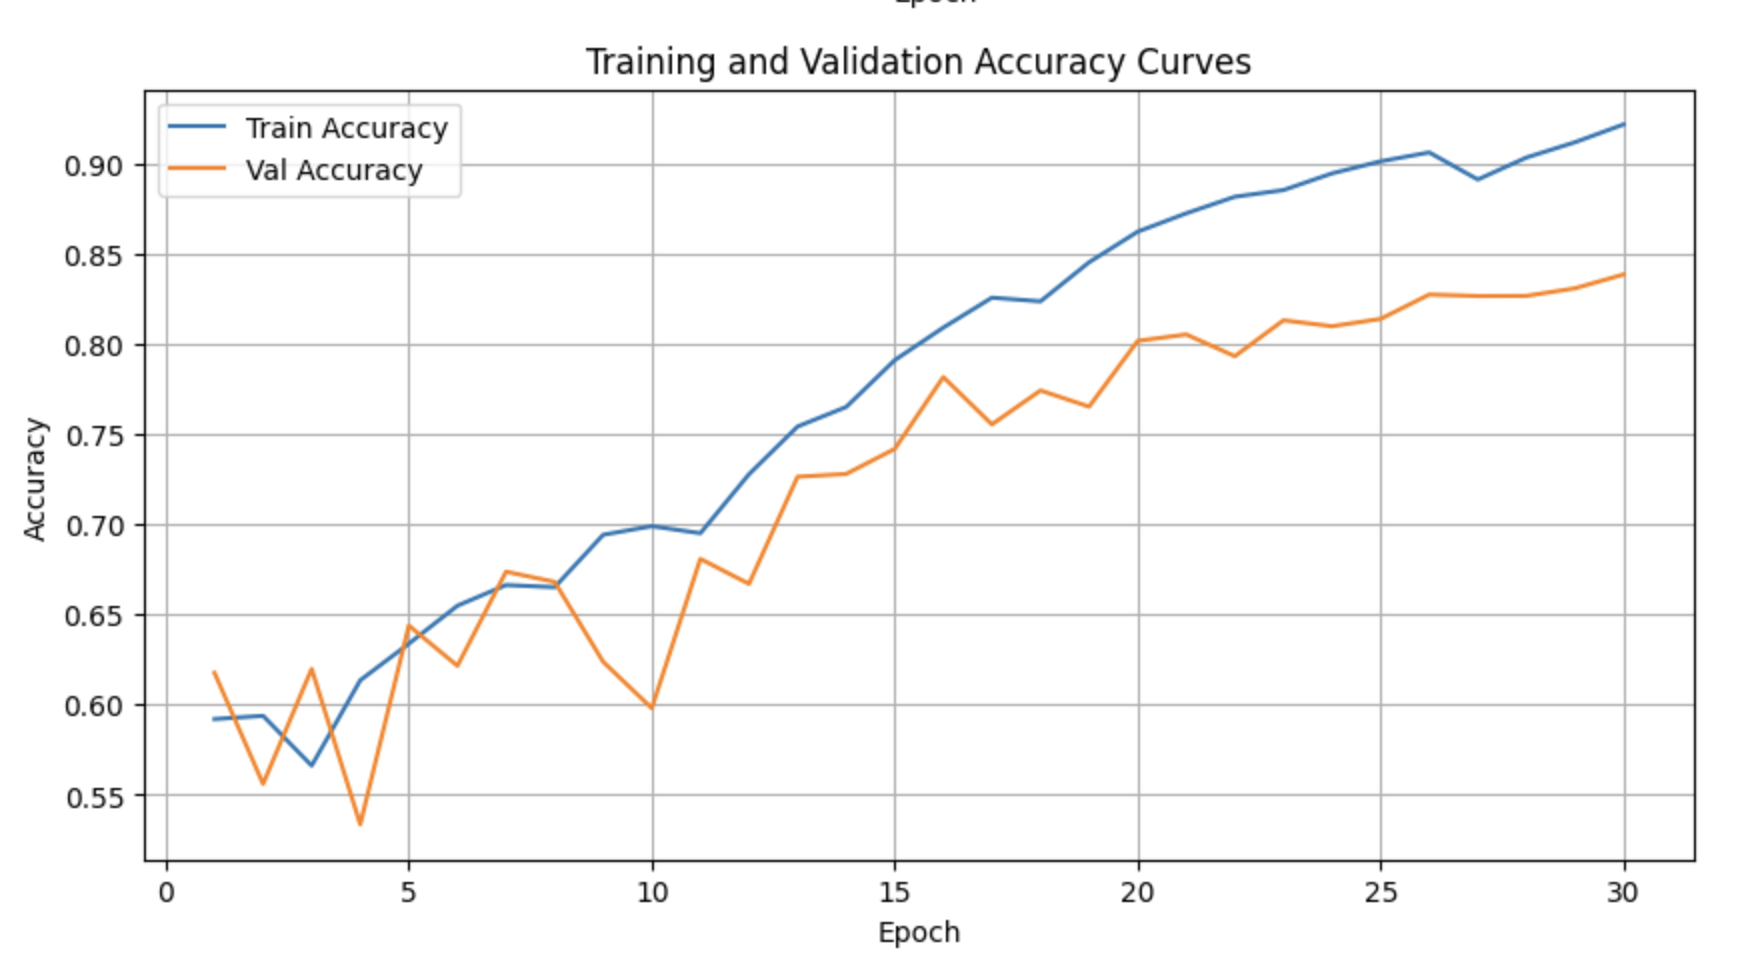 Epoch
Training and Validation Accuracy Curves
Train Accuracy
Val Accuracy
0.90
0.85
0.80
0.75
0.70
0.65
0.60
0.55
Accuracy
0 5 10 15 20 25 30
Epoch